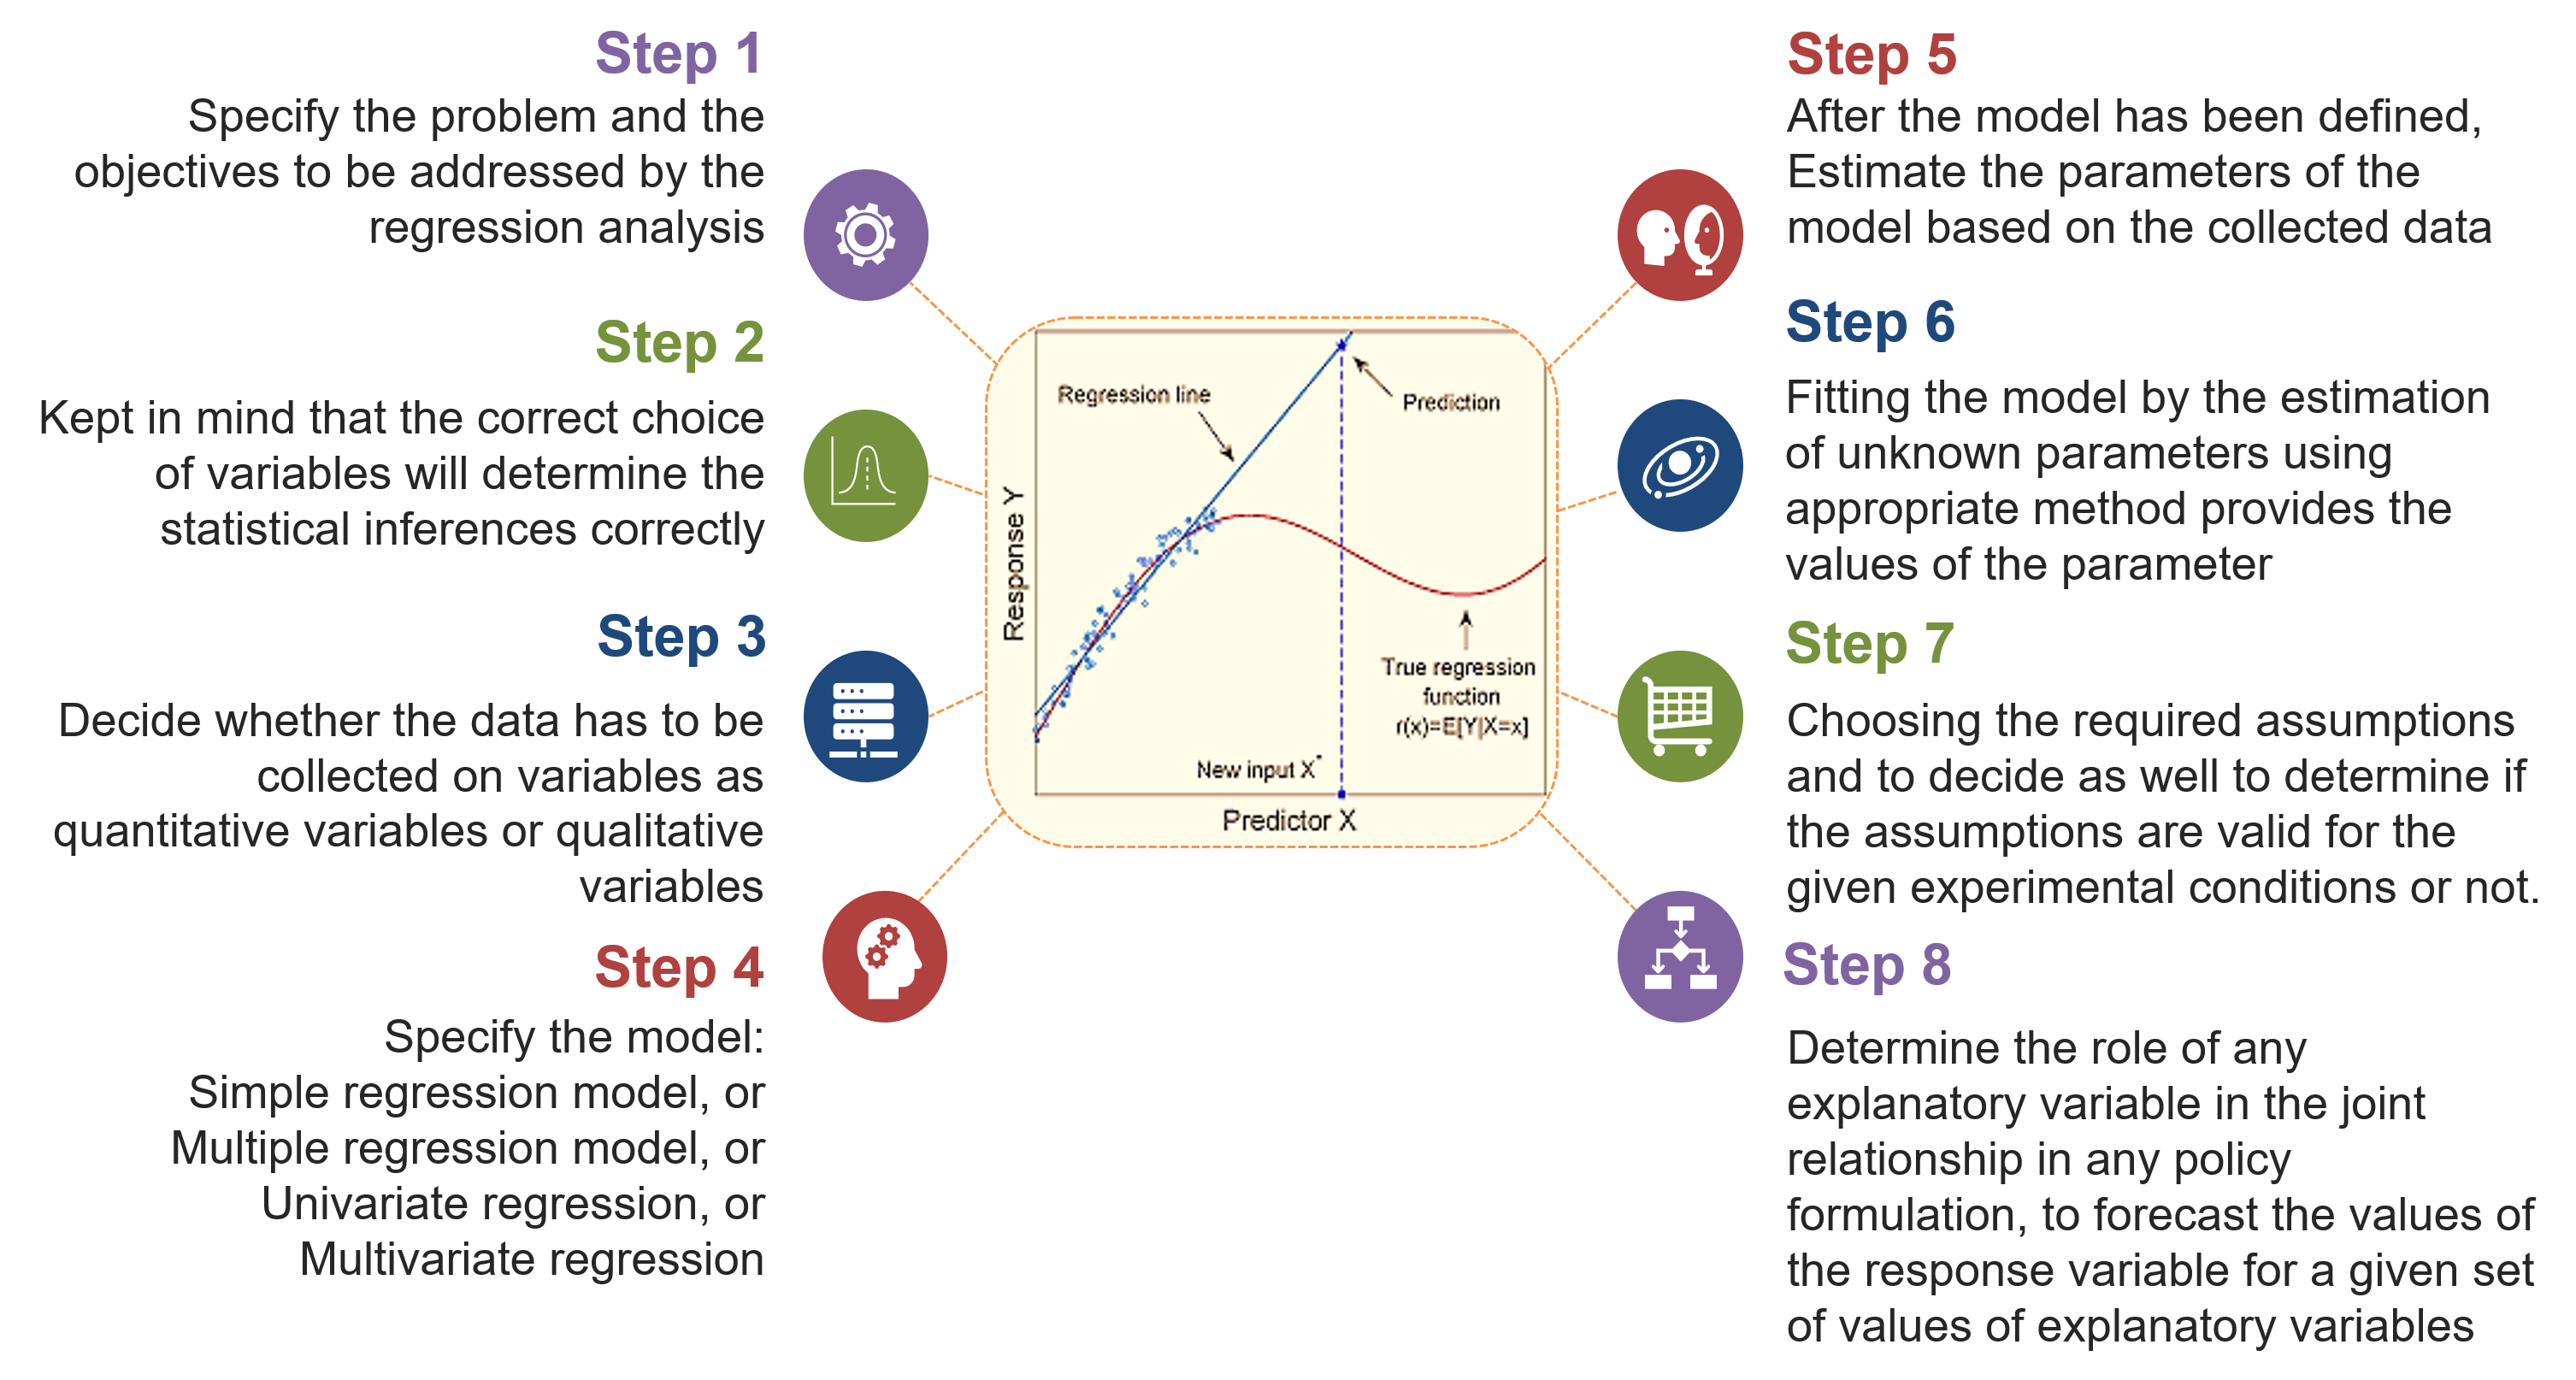 Step 1
Specify the problem and the
objectives to be addressed by the
regression analysis
Step 2
Kept in mind that the correct choice
of variables will determine the
statistical inferences correctly
Step 3
Decide whether the data has to be
collected on variables as
quantitative variables or qualitative
variables
Step 4
Specify the model:
Simple regression model, or
Multiple regression model, or
Univariate regression, or
Multivariate regression
Regression line
Prediction
Response Y
True regression
function
r(x)=E[Y|X=x]
New input X*
Predictor X
Step 5
After the model has been defined,
Estimate the parameters of the
model based on the collected data
Step 6
Fitting the model by the estimation
of unknown parameters using
appropriate method provides the
values of the parameter
Step 7
Choosing the required assumptions
and to decide as well to determine if
the assumptions are valid for the
given experimental conditions or not.
Step 8
Determine the role of any
explanatory variable in the joint
relationship in any policy
formulation, to forecast the values of
the response variable for a given set
of values of explanatory variables